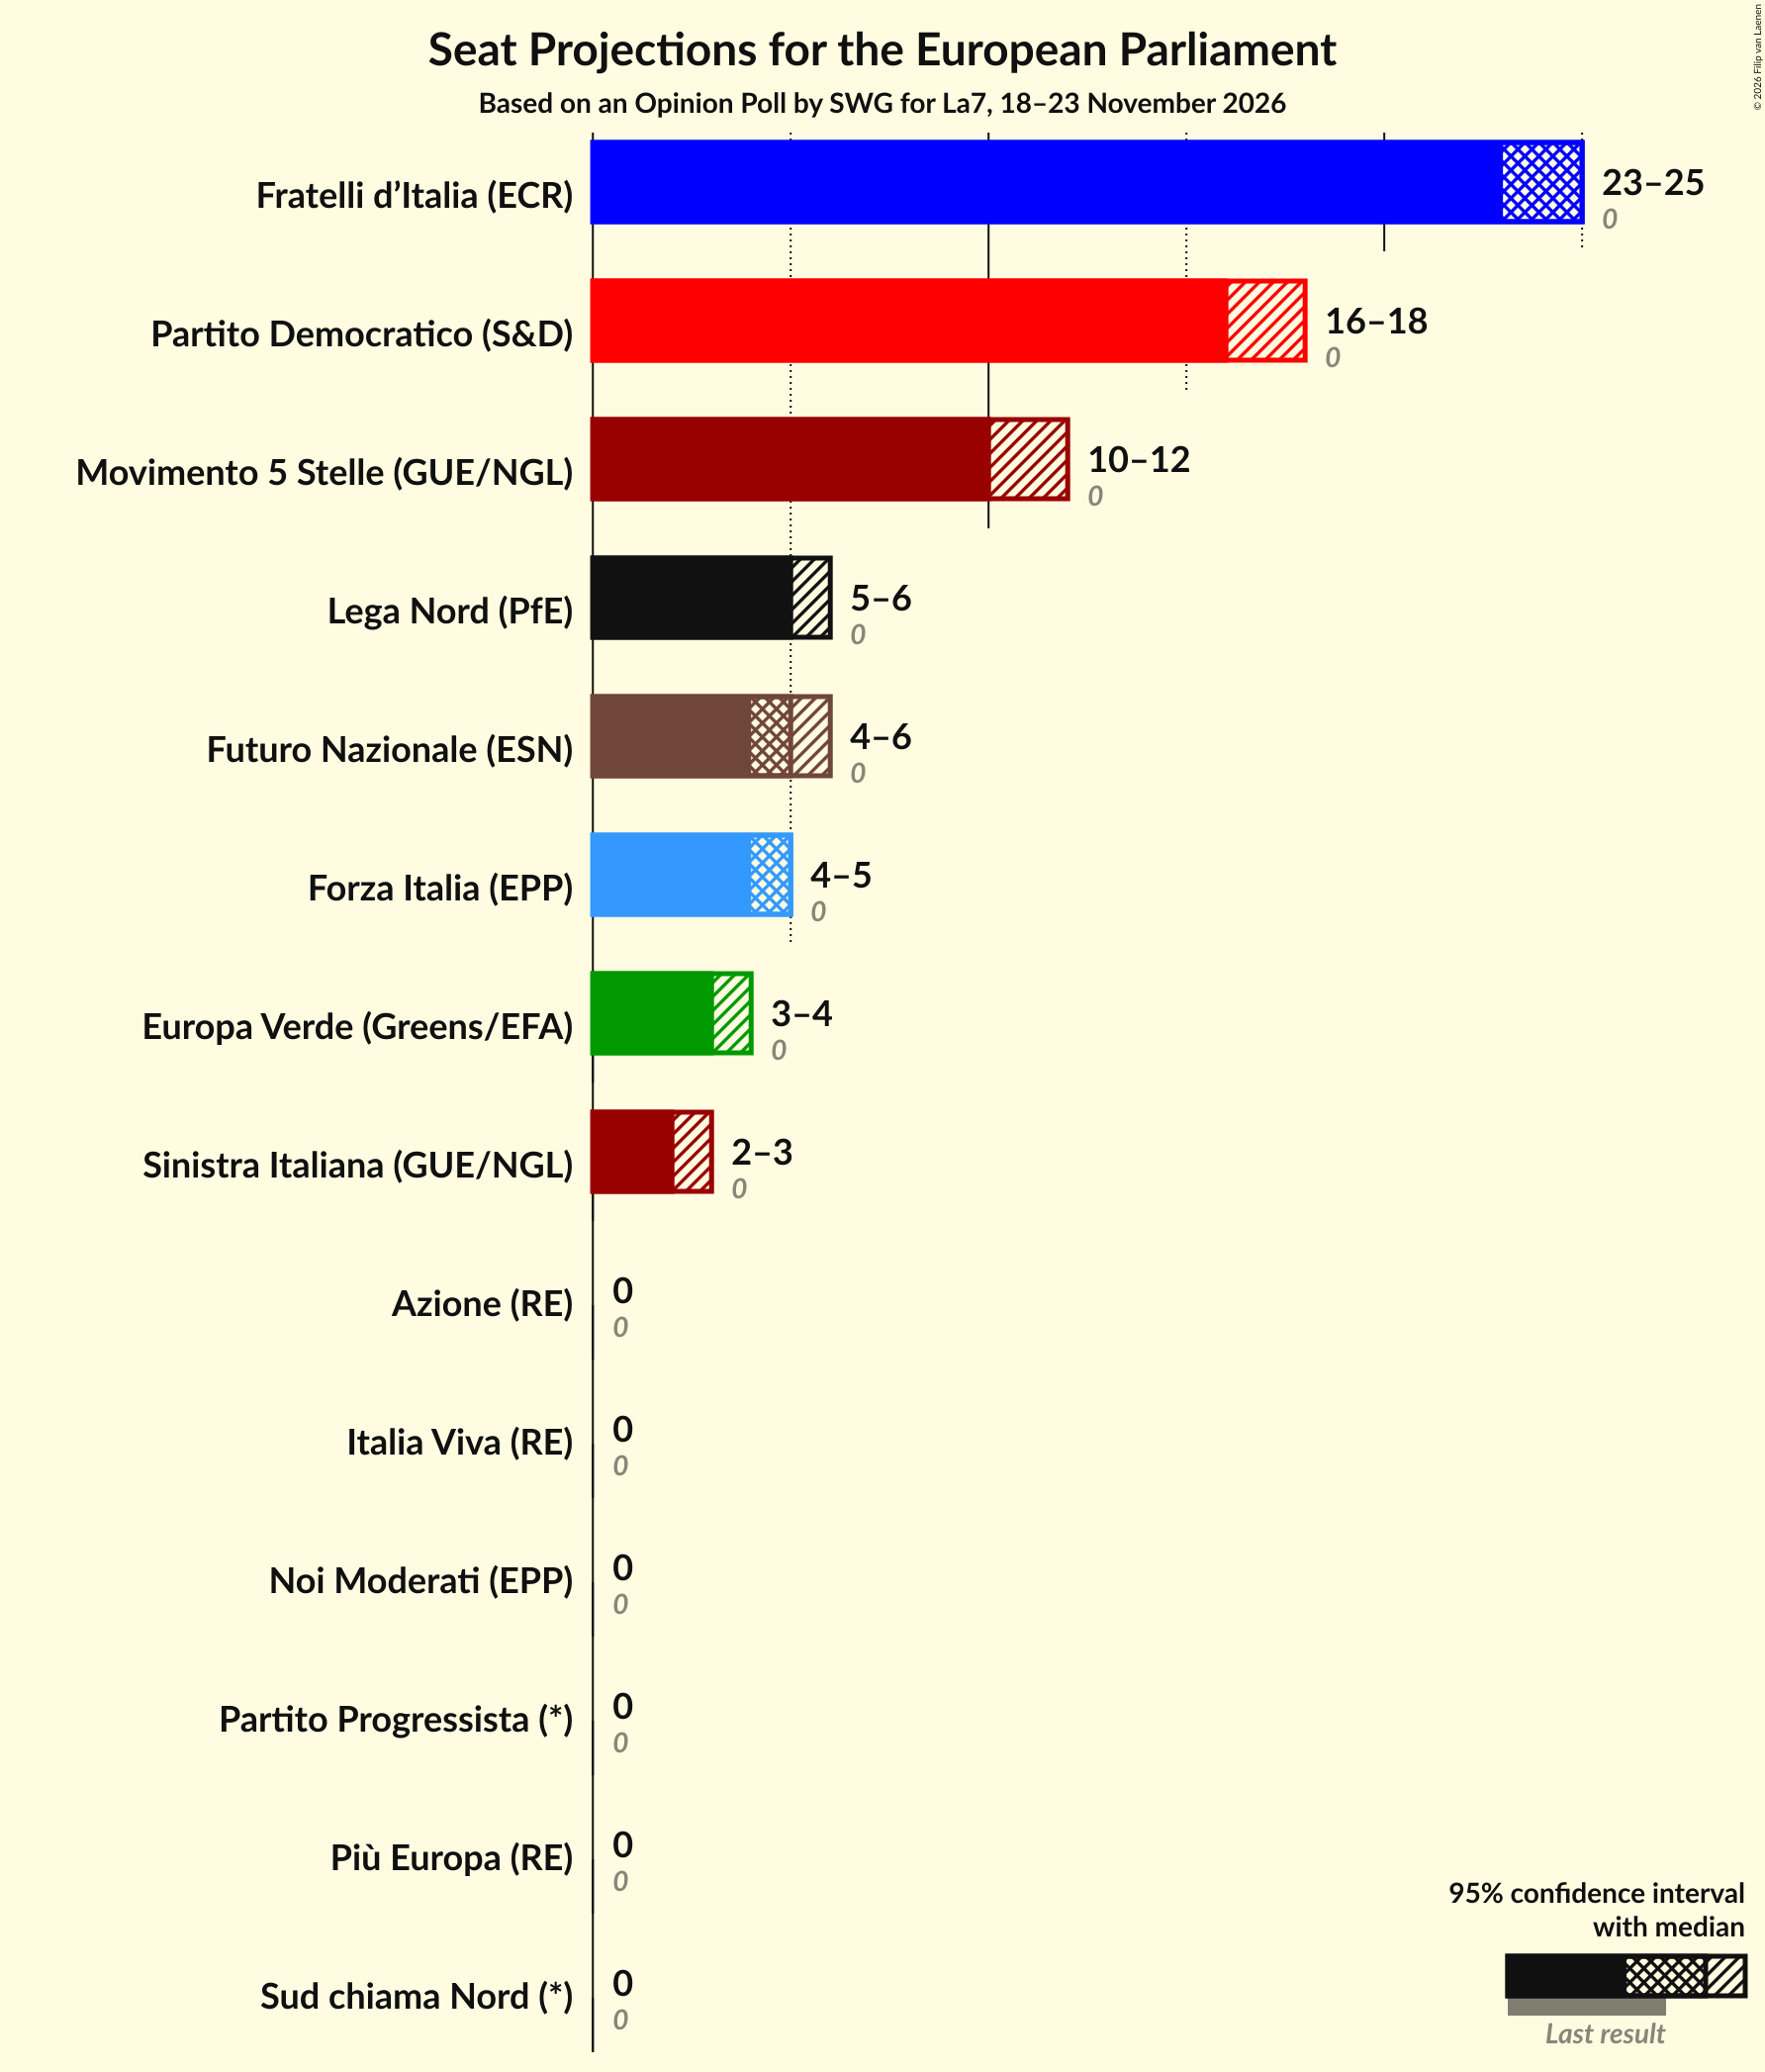 © 2026 Filip van Laenen
Seat Projections for the European Parliament
Based on an Opinion Poll by SWG for La7, 18–23 November 2026
Fratelli d’Italia (ECR)
23–25
0
Partito Democratico (S&D)
16–18
0
Movimento 5 Stelle (GUE/NGL)
10–12
0
Lega Nord (PfE)
5–6
0
Futuro Nazionale (ESN)
4–6
0
Forza Italia (EPP)
4–5
0
Europa Verde (Greens/EFA)
3–4
0
Sinistra Italiana (GUE/NGL)
2–3
0
Azione (RE)
0
0
Italia Viva (RE)
0
0
Noi Moderati (EPP)
0
0
Partito Progressista (*)
0
0
Più Europa (RE)
0
0
Sud chiama Nord (*)
0
0
95% confidence interval
with median
Last result